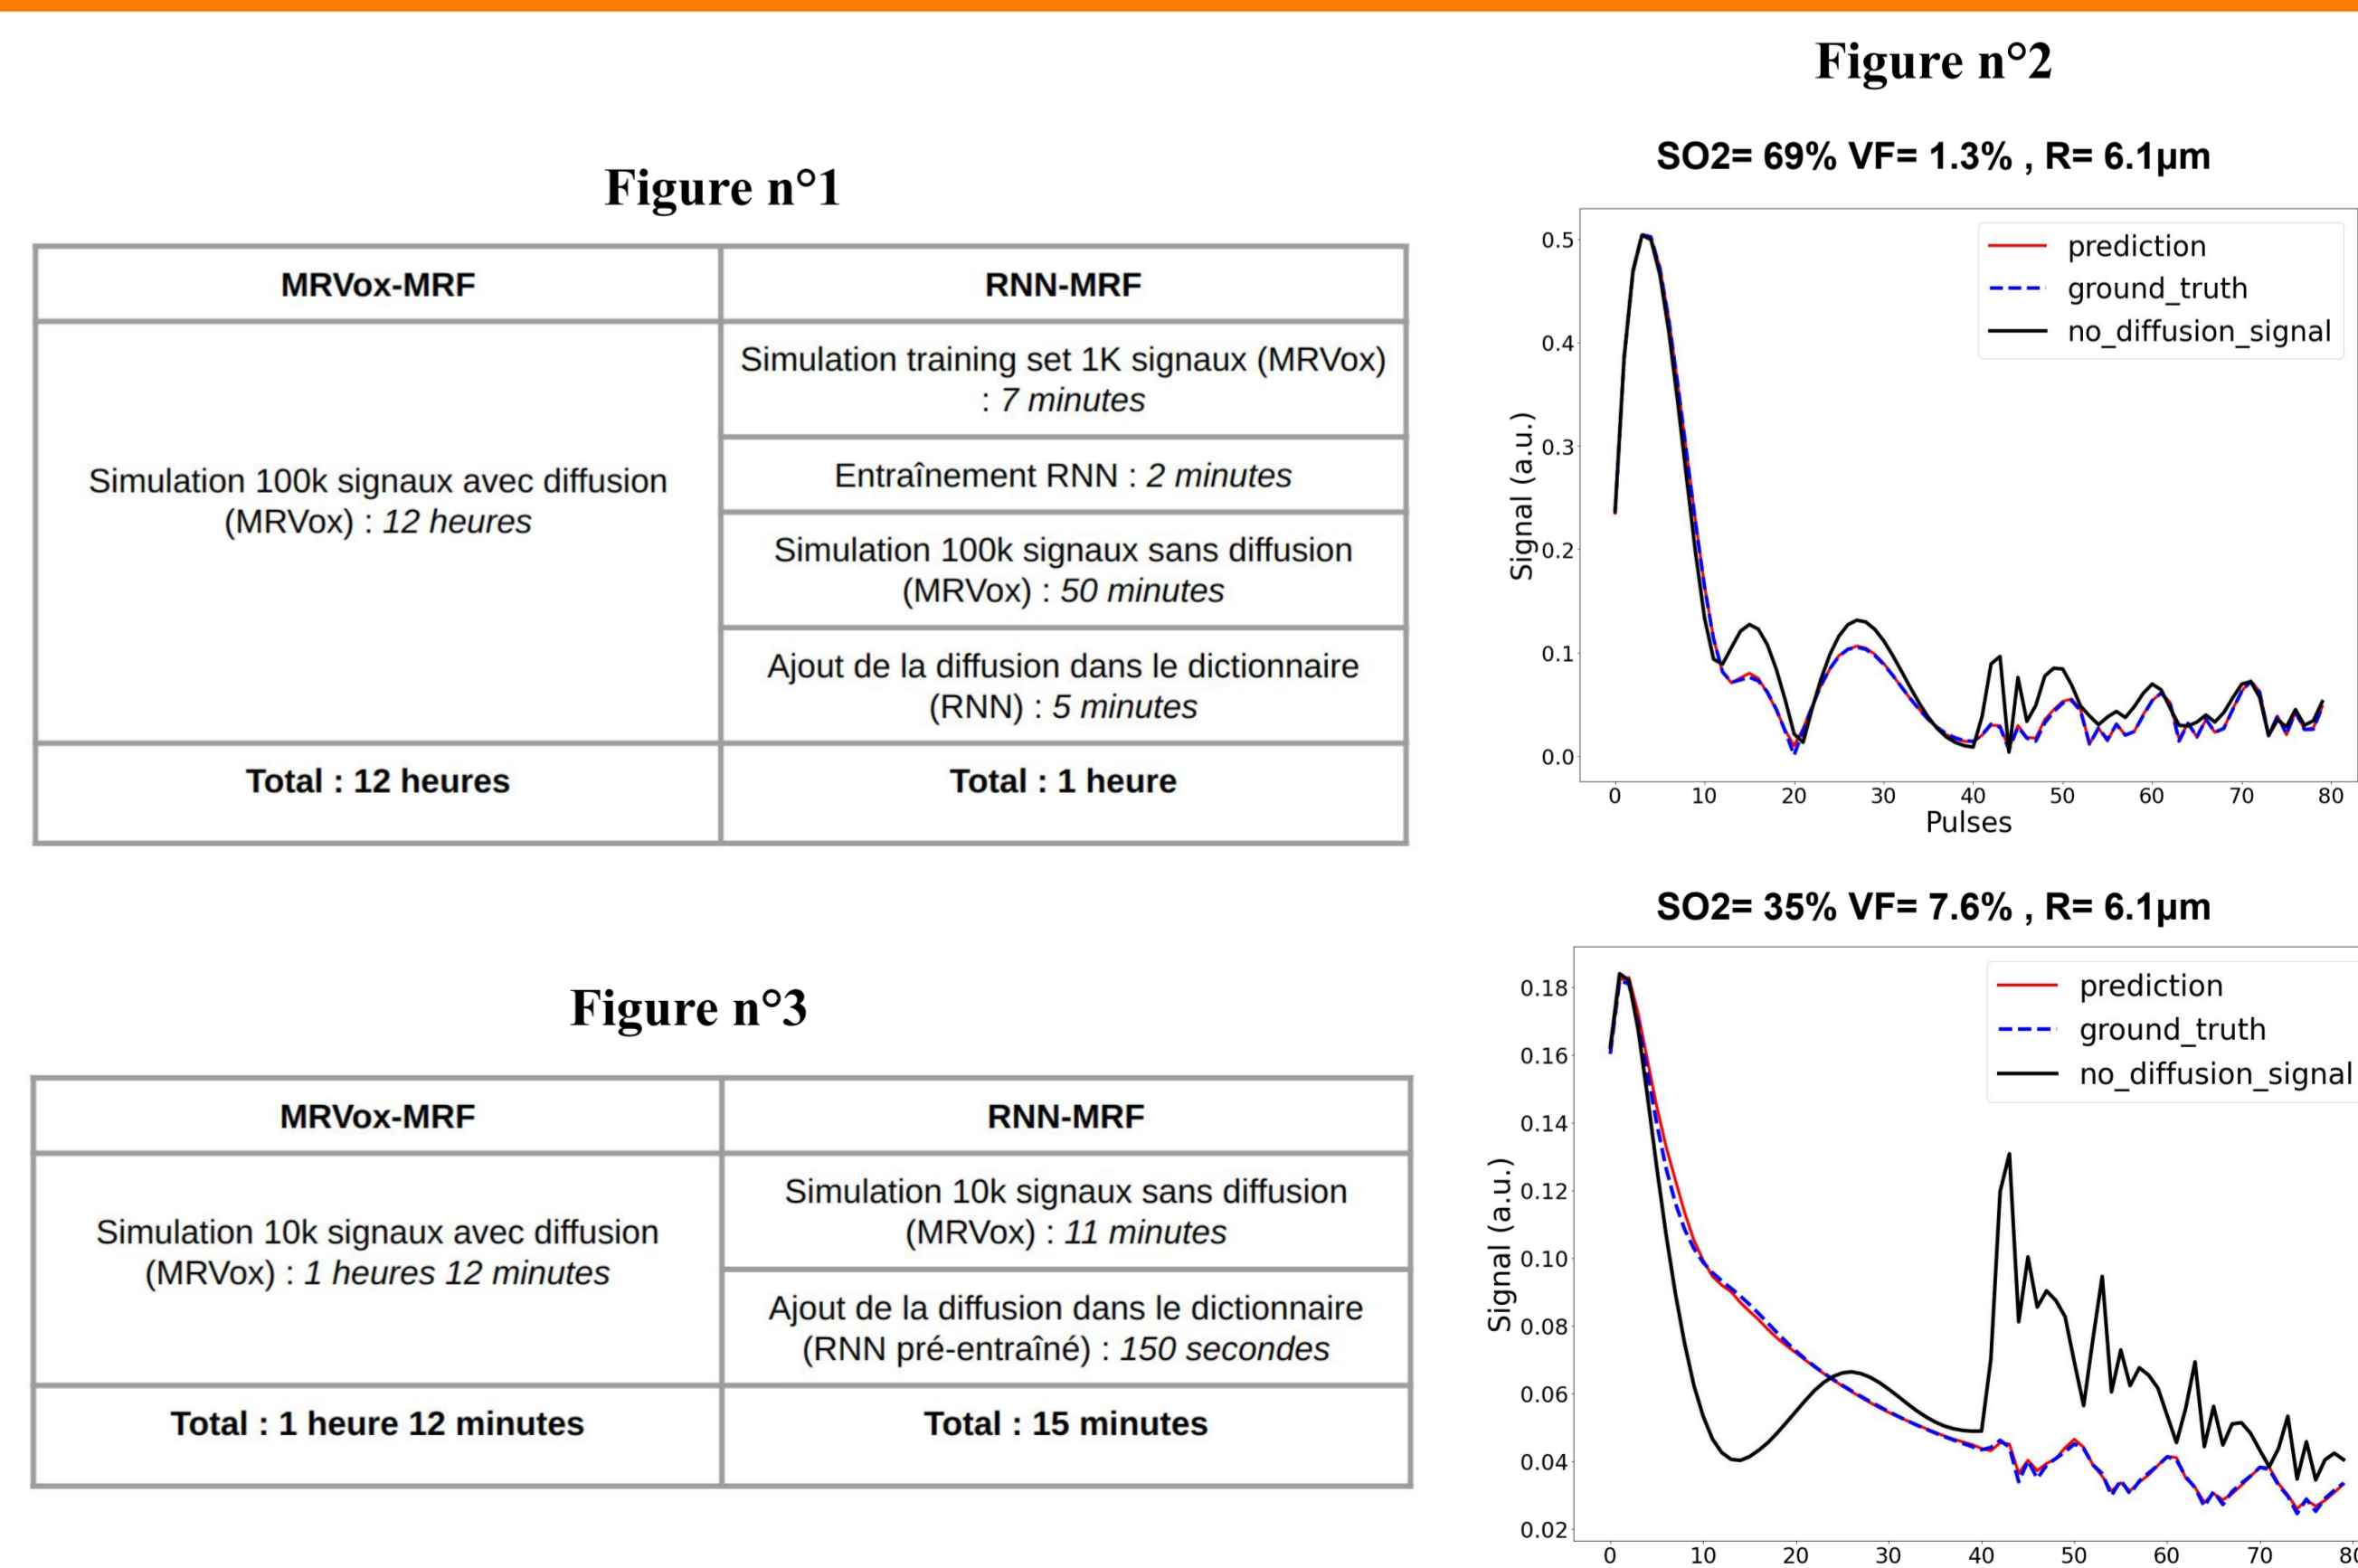 Figure n°1
MRVox-MRF
RNN-MRF
Simulation 100k signaux avec diffusion
(MRVox) : 12 heures
Simulation training set 1K signaux (MRVox)
: 7 minutes
Entraînement RNN : 2 minutes
Simulation 100k signaux sans diffusion
(MRVox) : 50 minutes
Ajout de la diffusion dans le dictionnaire
(RNN) : 5 minutes
Total : 12 heures
Total : 1 heure
Figure n°2
SO2= 69% VF= 1.3% , R= 6.1µm
prediction
ground_truth
no_diffusion_signal
Signal (a.u.)
0.5
0.4
0.3
0.2
0.1
0.0
0 10 20 30 40 50 60 70 80
Pulses
SO2= 35% VF= 7.6% , R= 6.1µm
prediction
ground_truth
no_diffusion_signal
Signal (a.u.)
0.18
0.16
0.14
0.12
0.10
0.08
0.06
0.04
0.02
0 10 20 30 40 50 60 70 80
Figure n°3
MRVox-MRF
RNN-MRF
Simulation 10k signaux avec diffusion
(MRVox) : 1 heures 12 minutes
Simulation 10k signaux sans diffusion
(MRVox) : 11 minutes
Ajout de la diffusion dans le dictionnaire
(RNN pré-entraîné) : 150 secondes
Total : 1 heure 12 minutes
Total : 15 minutes